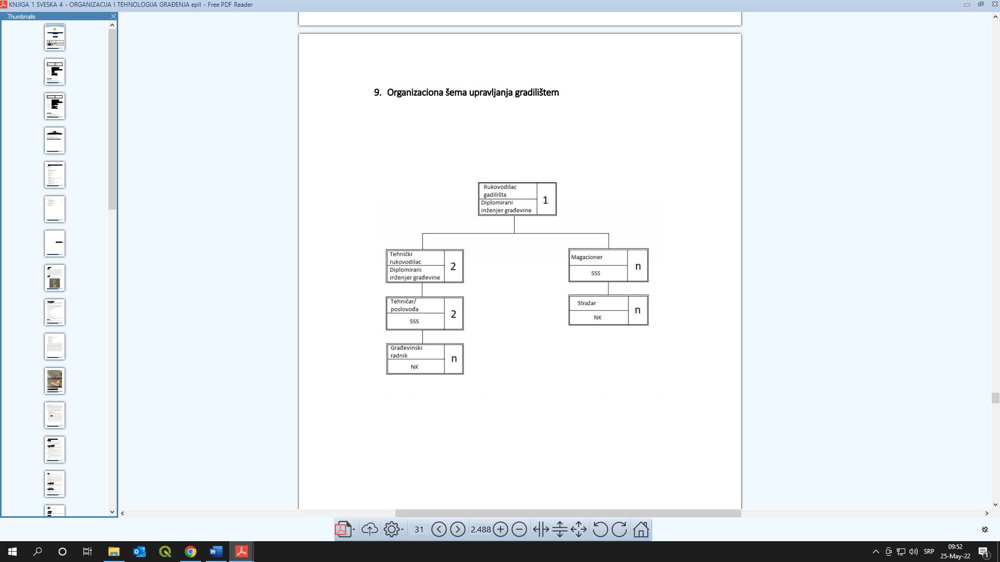 KNJIGA 1 SVESKA 4 - ORGANIZACIJA I TEHNOLOGIJA GRAĐENJA epII - Free PDF Reader
Thumbnails
9. Organizaciona šema upravljanja gradilištem
Rukovodilac
gadilišta
Diplomirani
inženjer građevine
1
Tehnički
rukovodilac
Diplomirani
inženjer građevine
2
Magacioner
SSS
n
Tehničar/
poslovođa
SSS
2
Stražar
NK
n
Građevinski
radnik
NK
n
31
2.488
SRP
09:52
25-May-22
1